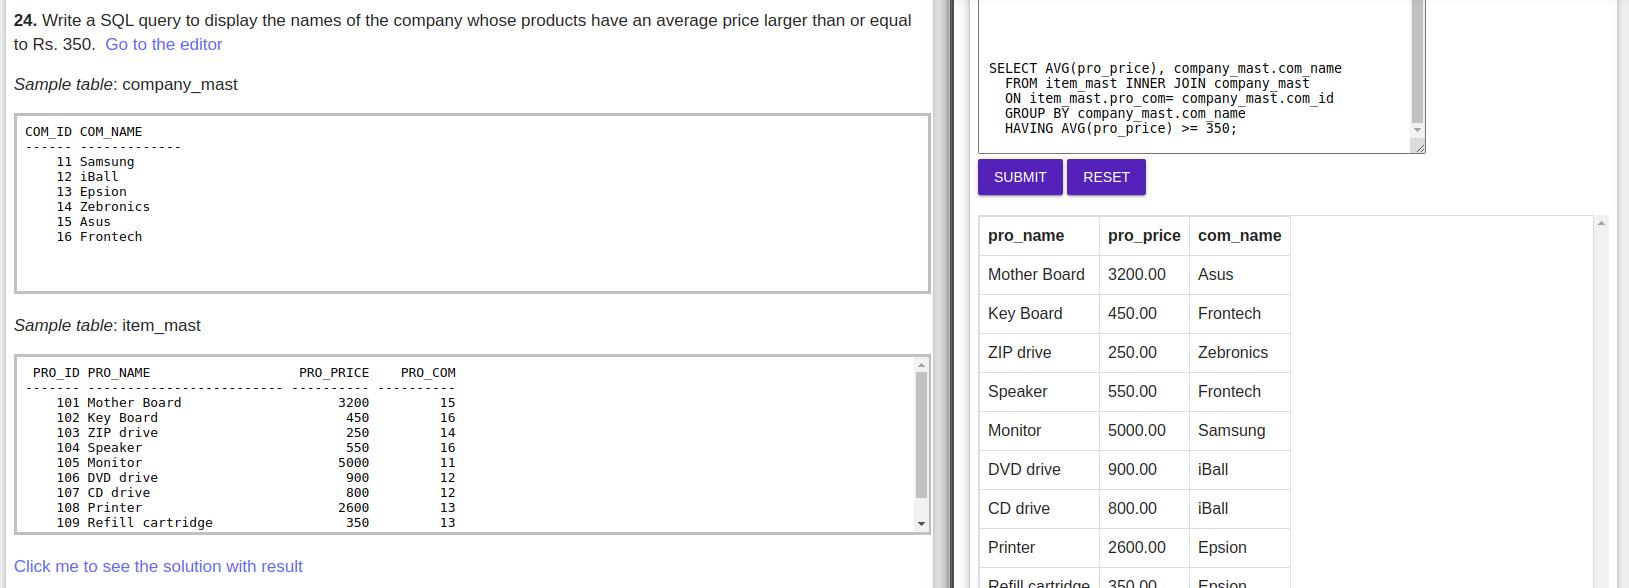 24. Write a SQL query to display the names of the company whose products have an average price larger than or equal
to Rs. 350. Go to the editor
Sample table: company_mast
COM_ID COM_NAME
------ -------------
11 Samsung
12 iBall
13 Epsion
14 Zebronics
15 Asus
16 Frontech
Sample table: item_mast
PRO_ID PRO_NAME PRO_PRICE PRO_COM
------- ------------------------- ---------- ----------
101 Mother Board 3200 15
102 Key Board 450 16
103 ZIP drive 250 14
104 Speaker 550 16
105 Monitor 5000 11
106 DVD drive 900 12
107 CD drive 800 12
108 Printer 2600 13
109 Refill cartridge 350 13
Click me to see the solution with result
SELECT AVG(pro_price), company_mast.com_name
FROM item_mast INNER JOIN company_mast
ON item_mast.pro_com= company_mast.com_id
GROUP BY company_mast.com_name
HAVING AVG(pro_price) >= 350;
SUBMIT RESET
pro_name pro_price com_name
Mother Board 3200.00 Asus
Key Board 450.00 Frontech
ZIP drive 250.00 Zebronics
Speaker 550.00 Frontech
Monitor 5000.00 Samsung
DVD drive 900.00 iBall
CD drive 800.00 iBall
Printer 2600.00 Epsion
Refill cartridge 350.00 Epsion